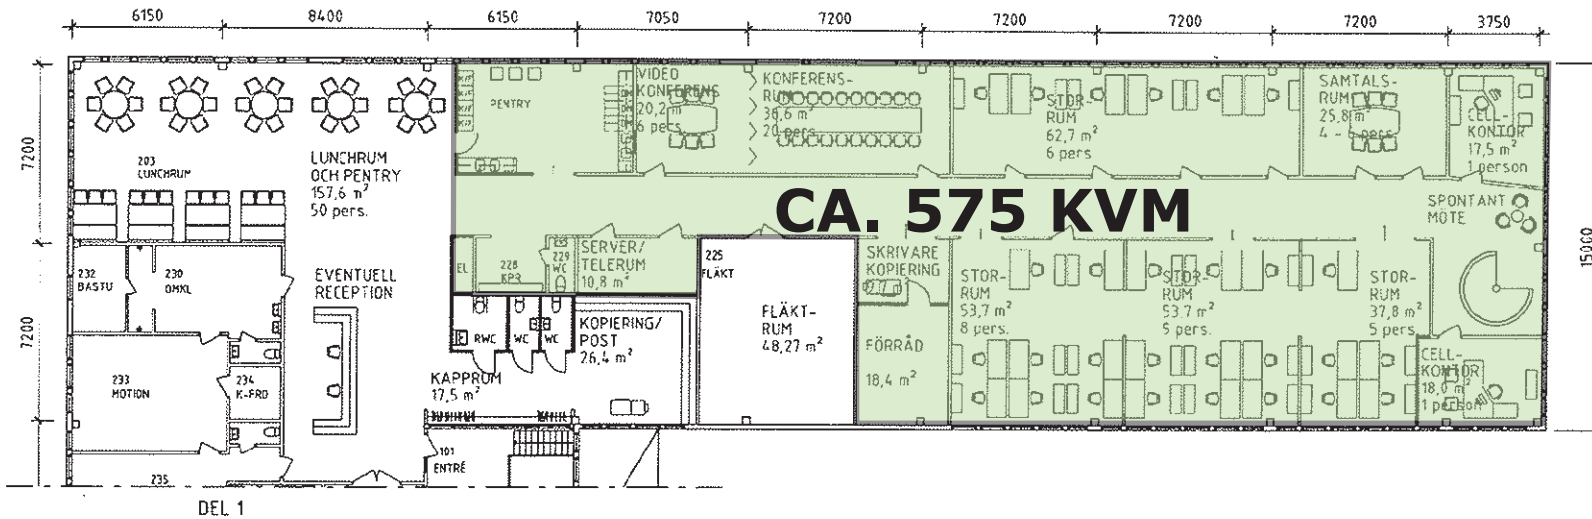 6150 8400 6150 7050 7200 7200 7200 7200 3750
7200
7200
15000
203
LUNCHRUM
LUNCHRUM
OCH PENTRY
157,6 m²
50 pers.
PENTRY
K/F
K/F
K/F
K/F
VIDEO
KONFERENS
20,2 m²
6 pers
KONFERENS-
RUM
36,6 m²
20 pers
STOR-
RUM
62,7 m²
6 pers
SAMTALS-
RUM
25,8 m²
4 - pers
CELL-
KONTOR
17,5 m²
1 person
CA. 575 KVM
SPONTANT
MÖTE
232
BASTU
230
OMKL
EVENTUELL
RECEPTION
EL
228
KPR
229
WC
SERVER/
TELERUM
10,8 m²
225
FLÄKT
FLÄKT-
RUM
48,27 m²
SKRIVARE
KOPIERING
FÖRRÅD
18,4 m²
STOR-
RUM
53,7 m²
8 pers.
STOR-
RUM
53,7 m²
5 pers.
STOR-
RUM
37,8 m²
5 pers
CELL-
KONTOR
18,0 m²
1 person
RWC
WC
WC
KOPIERING/
POST
26,4 m²
KAPPRUM
17,5 m²
233
MOTION
234
K-FRD
101
ENTRÉ
235
DEL 1